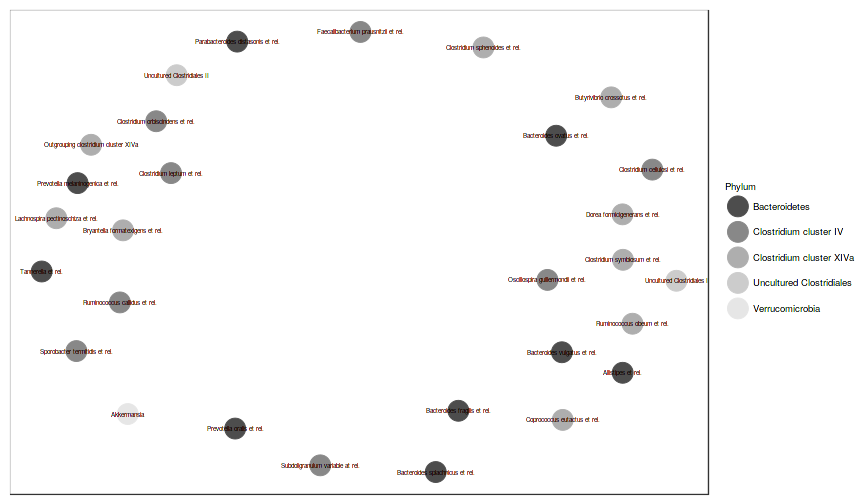 Faecalibacterium prausnitzii et rel.
Parabacteroides distasonis et rel.
Clostridium sphenoides et rel.
Uncultured Clostridiales II
Butyrivibrio crossotus et rel.
Clostridium orbiscindens et rel.
Bacteroides ovatus et rel.
Outgrouping clostridium cluster XIVa
Clostridium cellulosi et rel.
Clostridium leptum et rel.
Prevotella melaninogenica et rel.
Phylum
Bacteroidetes
Lachnospira pectinoschiza et rel.
Dorea formicigenerans et rel.
Bryantella formatexigens et rel.
Clostridium cluster IV
Clostridium cluster XIVa
Clostridium symbiosum et rel.
Tannerella et rel.
Oscillospira guillermondii et rel.
Uncultured Clostridiales I
Uncultured Clostridiales
Ruminococcus callidus et rel.
Verrucomicrobia
Ruminococcus obeum et rel.
Sporobacter termitidis et rel.
Bacteroides vulgatus et rel.
Alistipes et rel.
Bacteroides fragilis et rel.
Akkermansia
Coprococcus eutactus et rel.
Prevotella oralis et rel.
Subdoligranulum variable at rel.
Bacteroides splachnicus et rel.